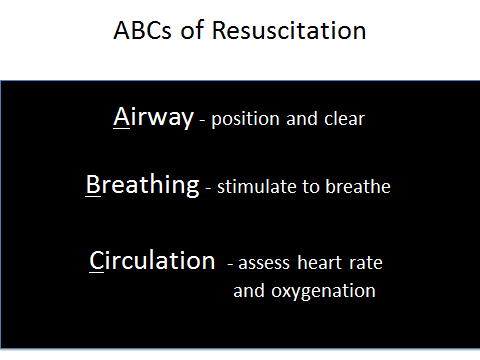 ABCs of Resuscitation
Airway - position and clear
Breathing - stimulate to breathe
Circulation - assess heart rate
and oxygenation